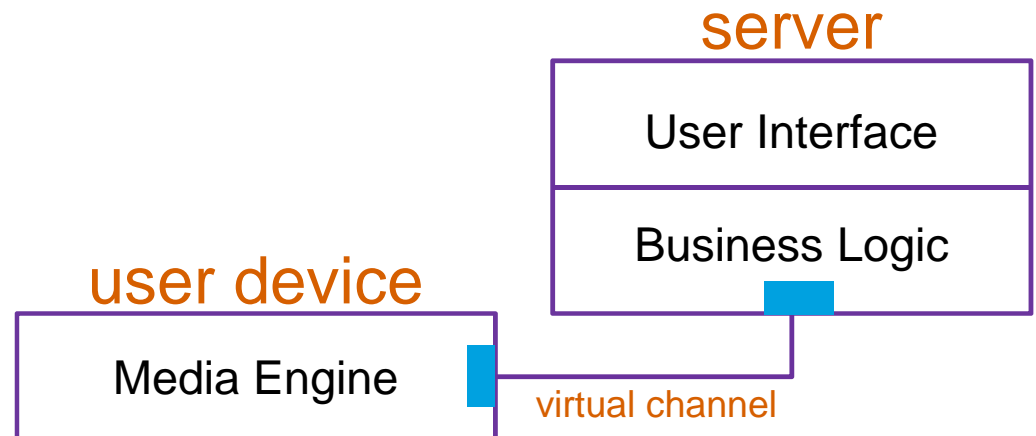 server
User Interface
Business Logic
user device
Media Engine
virtual channel